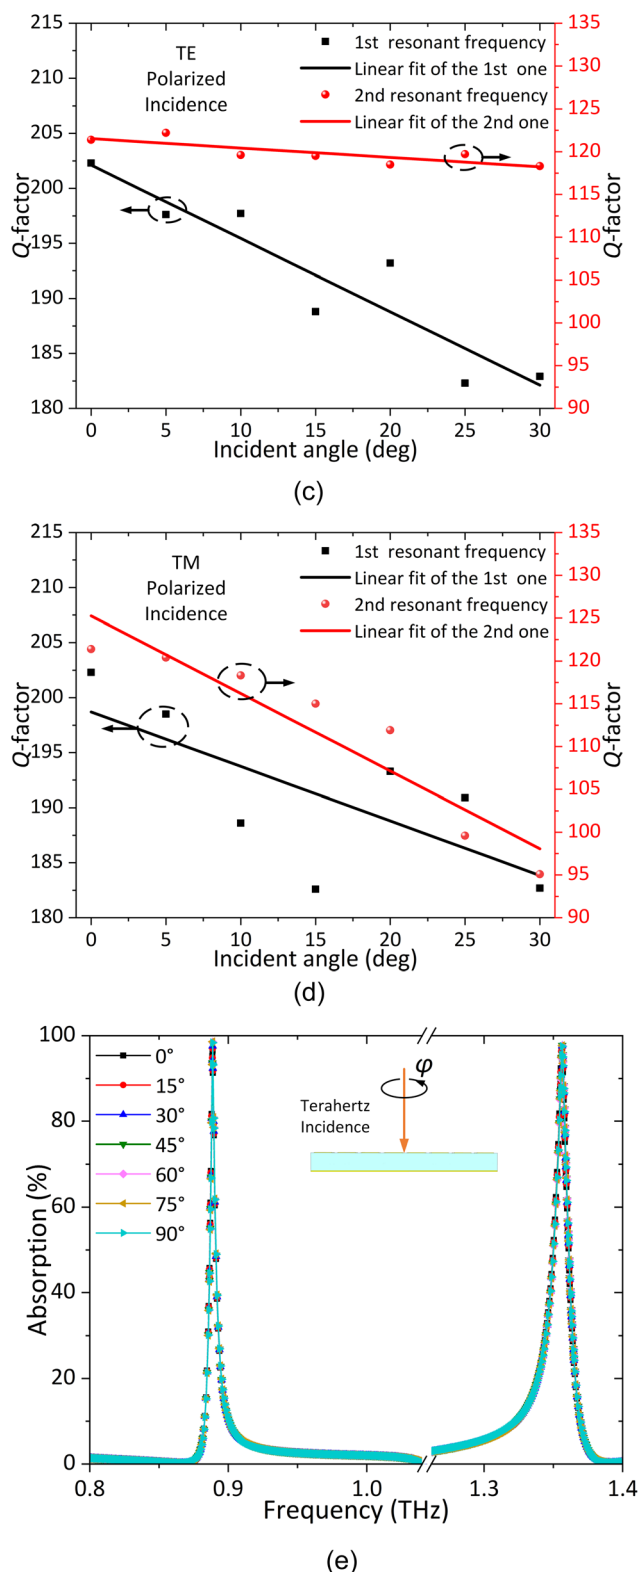 215
210
205
200
195
190
185
180
Q-factor
TE
Polarized
Incidence
1st resonant frequency
Linear fit of the 1st one
2nd resonant frequency
Linear fit of the 2nd one
135
130
125
120
115
110
105
100
95
90
Q-factor
0 5 10 15 20 25 30
Incident angle (deg)
(c)
215
210
205
200
195
190
185
180
Q-factor
TM
Polarized
Incidence
1st resonant frequency
Linear fit of the 1st one
2nd resonant frequency
Linear fit of the 2nd one
135
130
125
120
115
110
105
100
95
90
Q-factor
0 5 10 15 20 25 30
Incident angle (deg)
(d)
100
80
60
40
20
0
Absorption (%)
0°
15°
30°
45°
60°
75°
90°
φ
Terahertz
Incidence
0.8 0.9 1.0 1.3 1.4
Frequency (THz)
(e)